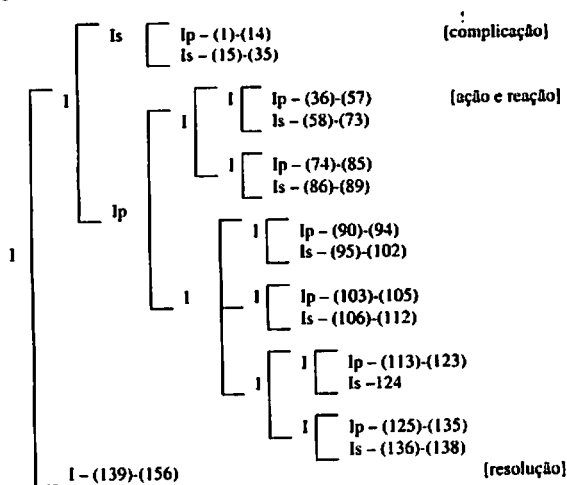 Is Ip – (1)-(14) [complicação]
Is – (15)-(35)
I I Ip – (36)-(57) [ação e reação]
I Is – (58)-(73)
I Ip – (74)-(85)
Is – (86)-(89)
Ip
I Ip – (90)-(94)
I Is – (95)-(102)
I I Ip – (103)-(105)
Is – (106)-(112)
I Ip – (113)-(123)
I Is –124
I Ip – (125)-(135)
Is – (136)-(138)
I – (139)-(156) [resolução]